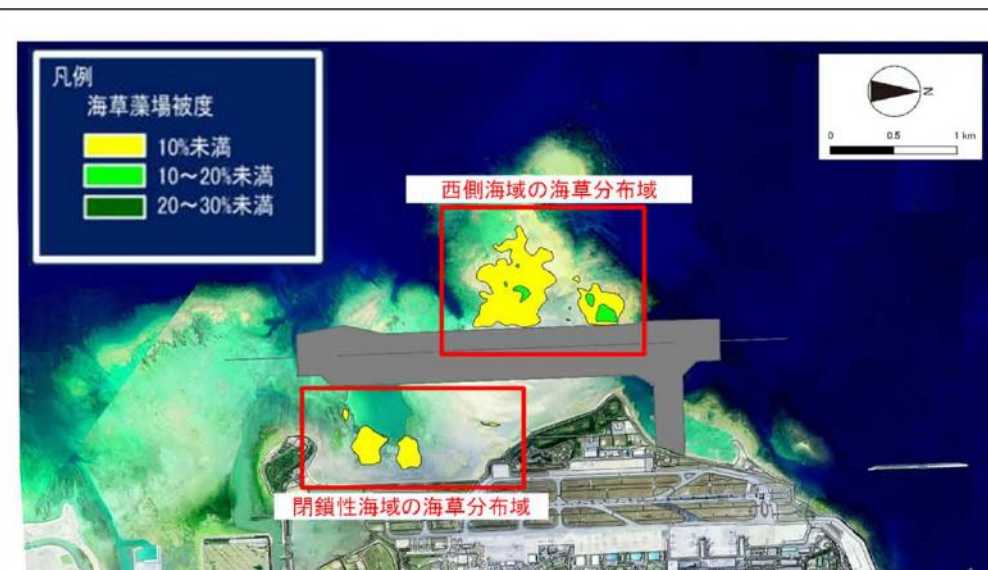 凡例
海草藻場被度
10%未満
10～20%未満
20～30%未満
N
0 0.5 1 km
西側海域の海草分布域
閉鎖性海域の海草分布域